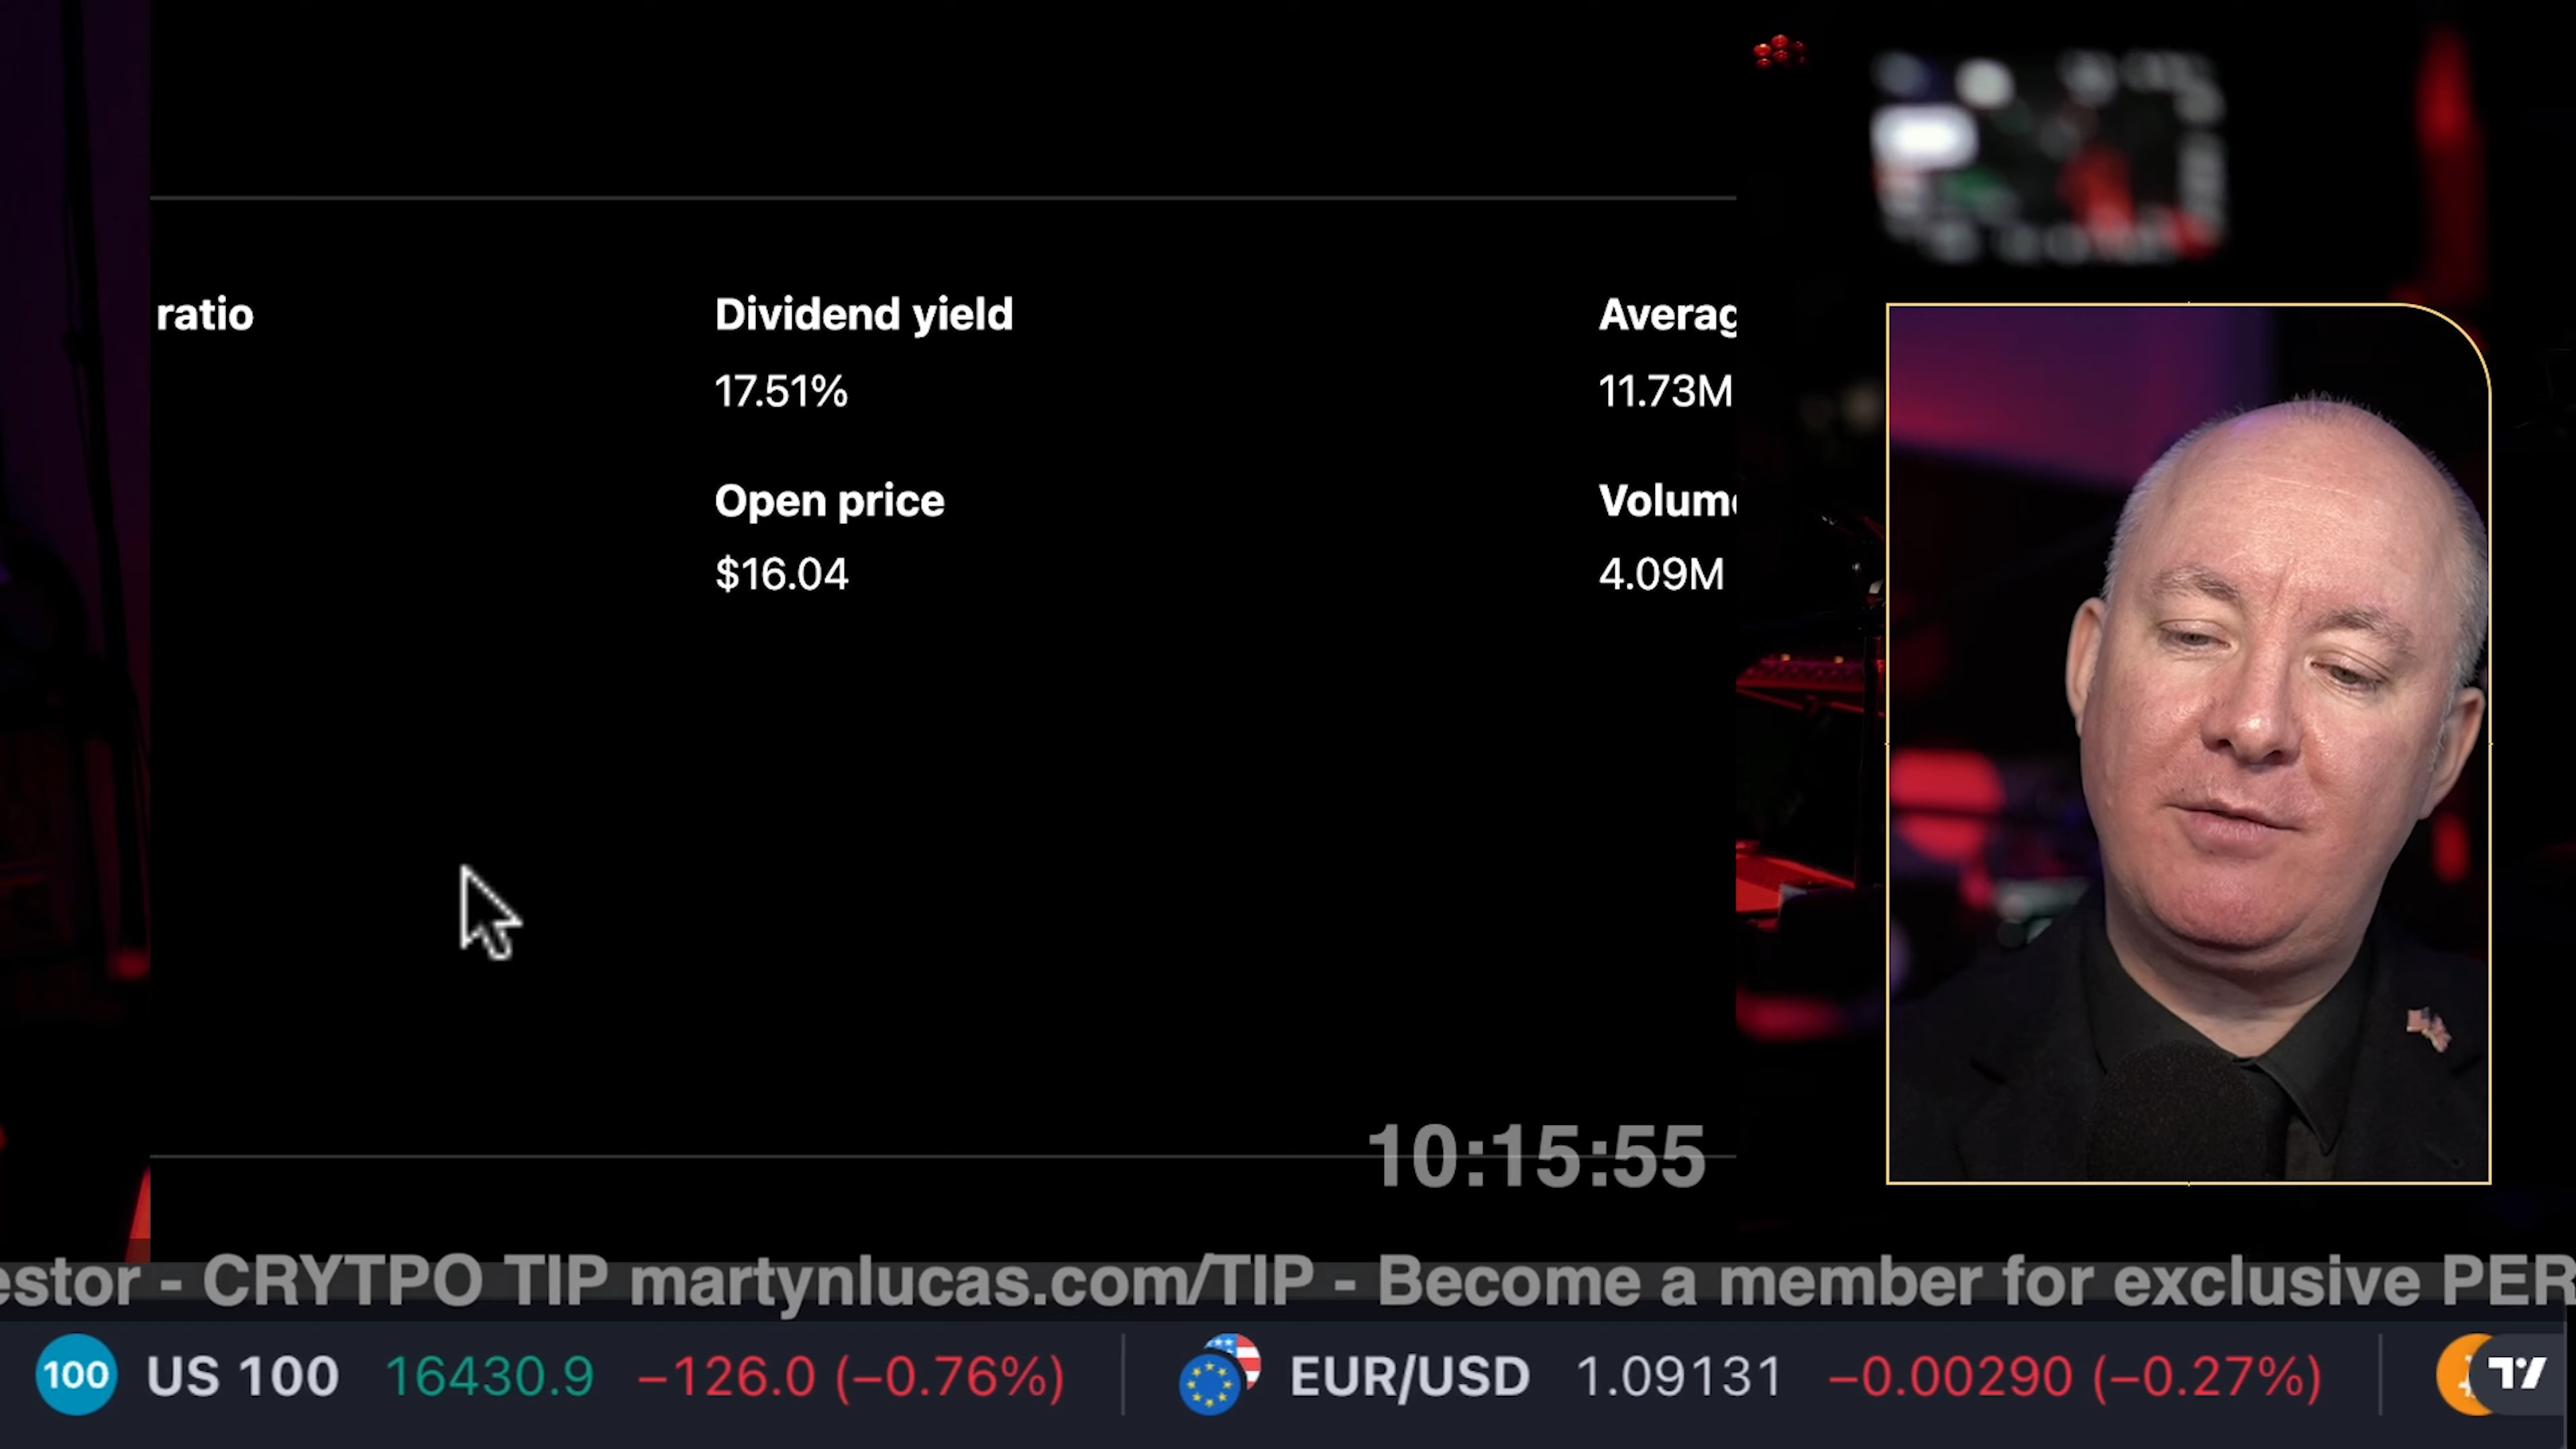 ratio
Dividend yield
Averag
17.51%
11.73M
Open price
Volume
$16.04
4.09M
10:15:55
estor - CRYTPO TIP martynlucas.com/TIP - Become a member for exclusive PER
100 US 100 16430.9 −126.0 (−0.76%) EUR/USD 1.09131 −0.00290 (−0.27%)